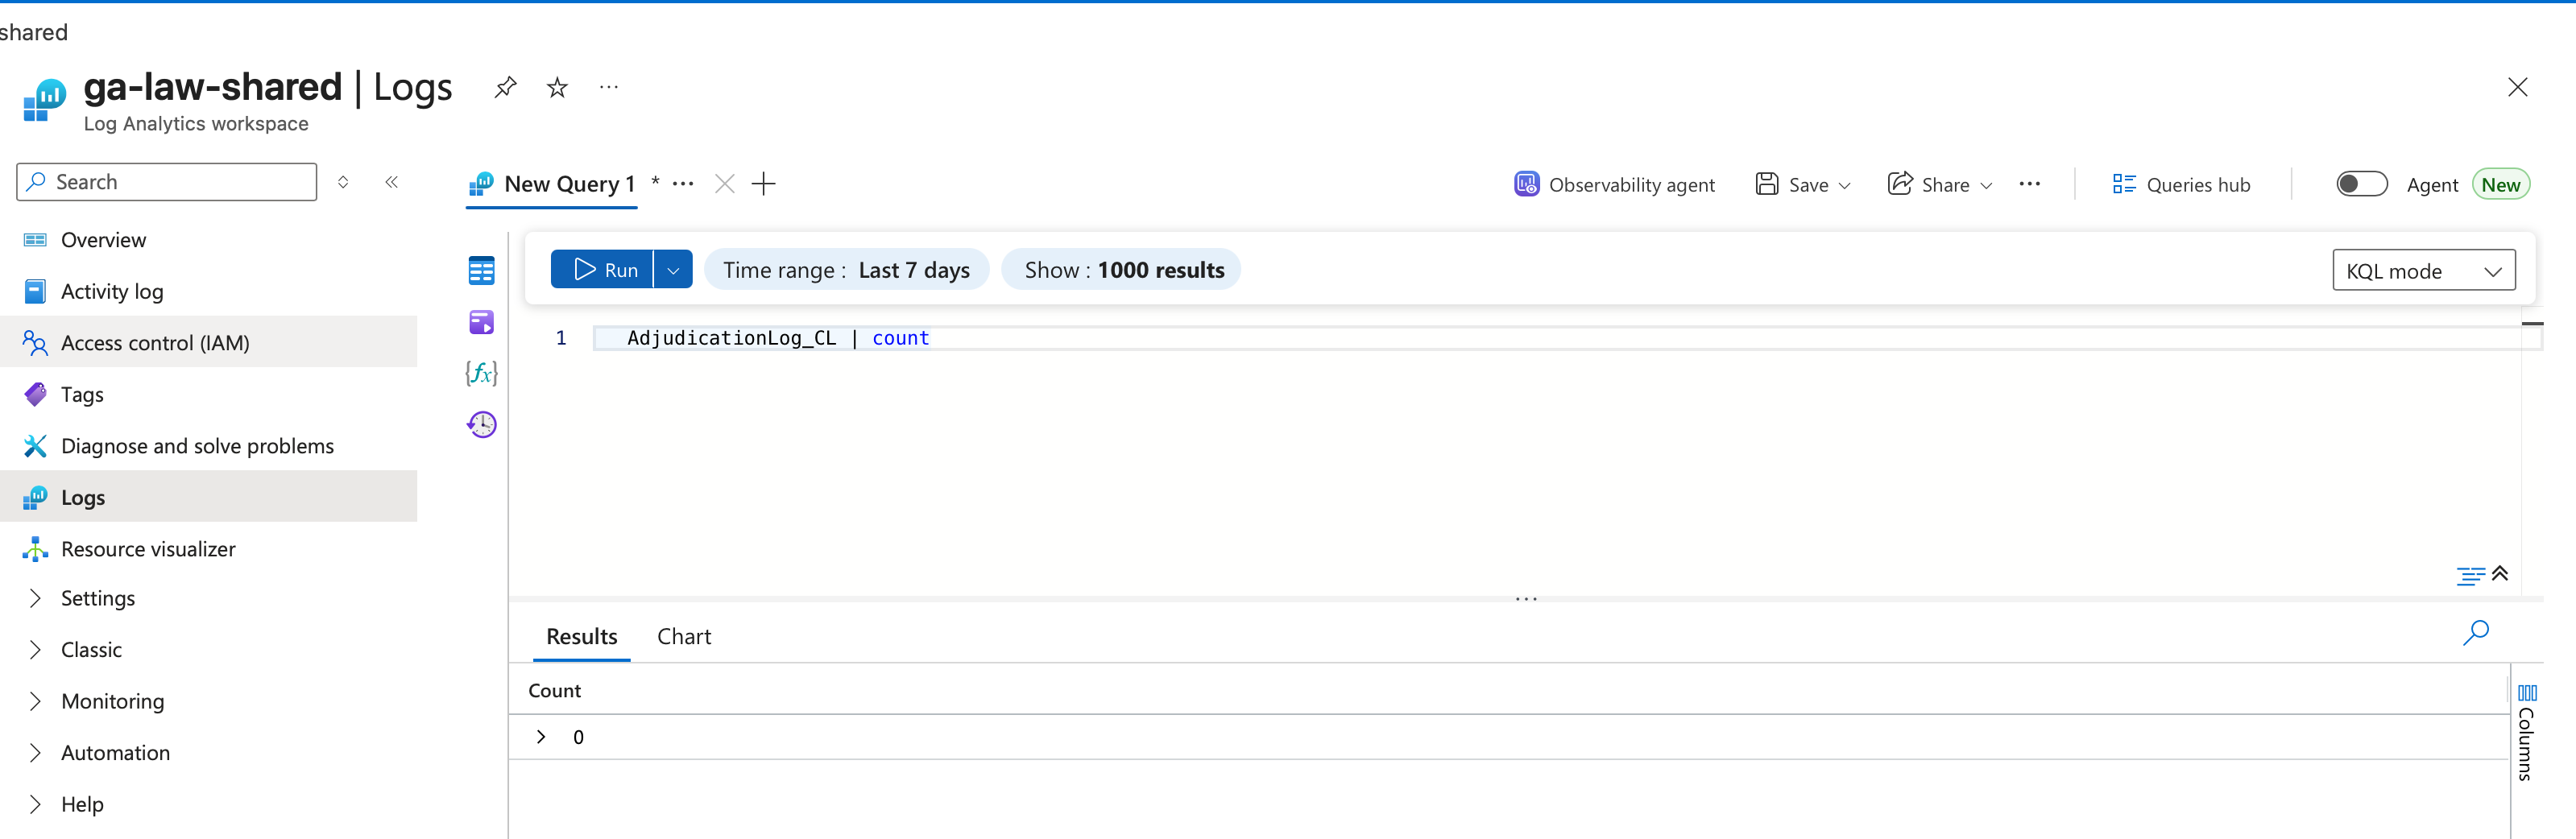 shared
ga-law-shared | Logs
Log Analytics workspace
Search
Overview
Activity log
Access control (IAM)
Tags
Diagnose and solve problems
Logs
Resource visualizer
Settings
Classic
Monitoring
Automation
Help
New Query 1 *
Observability agent
Save
Share
Queries hub
Agent
New
Run
Time range : Last 7 days
Show : 1000 results
KQL mode
{fx}
1 AdjudicationLog_CL | count
Results
Chart
Count
0
Columns